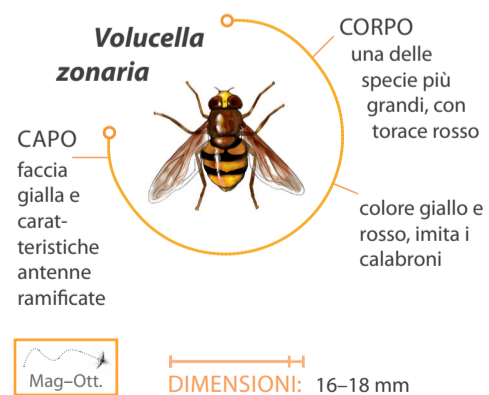 Volucella
zonaria
CORPO
una delle
specie più
grandi, con
torace rosso
CAPO
faccia
gialla e
carat-
teristiche
antenne
ramificate
colore giallo e
rosso, imita i
calabroni
Mag–Ott.
DIMENSIONI: 16–18 mm